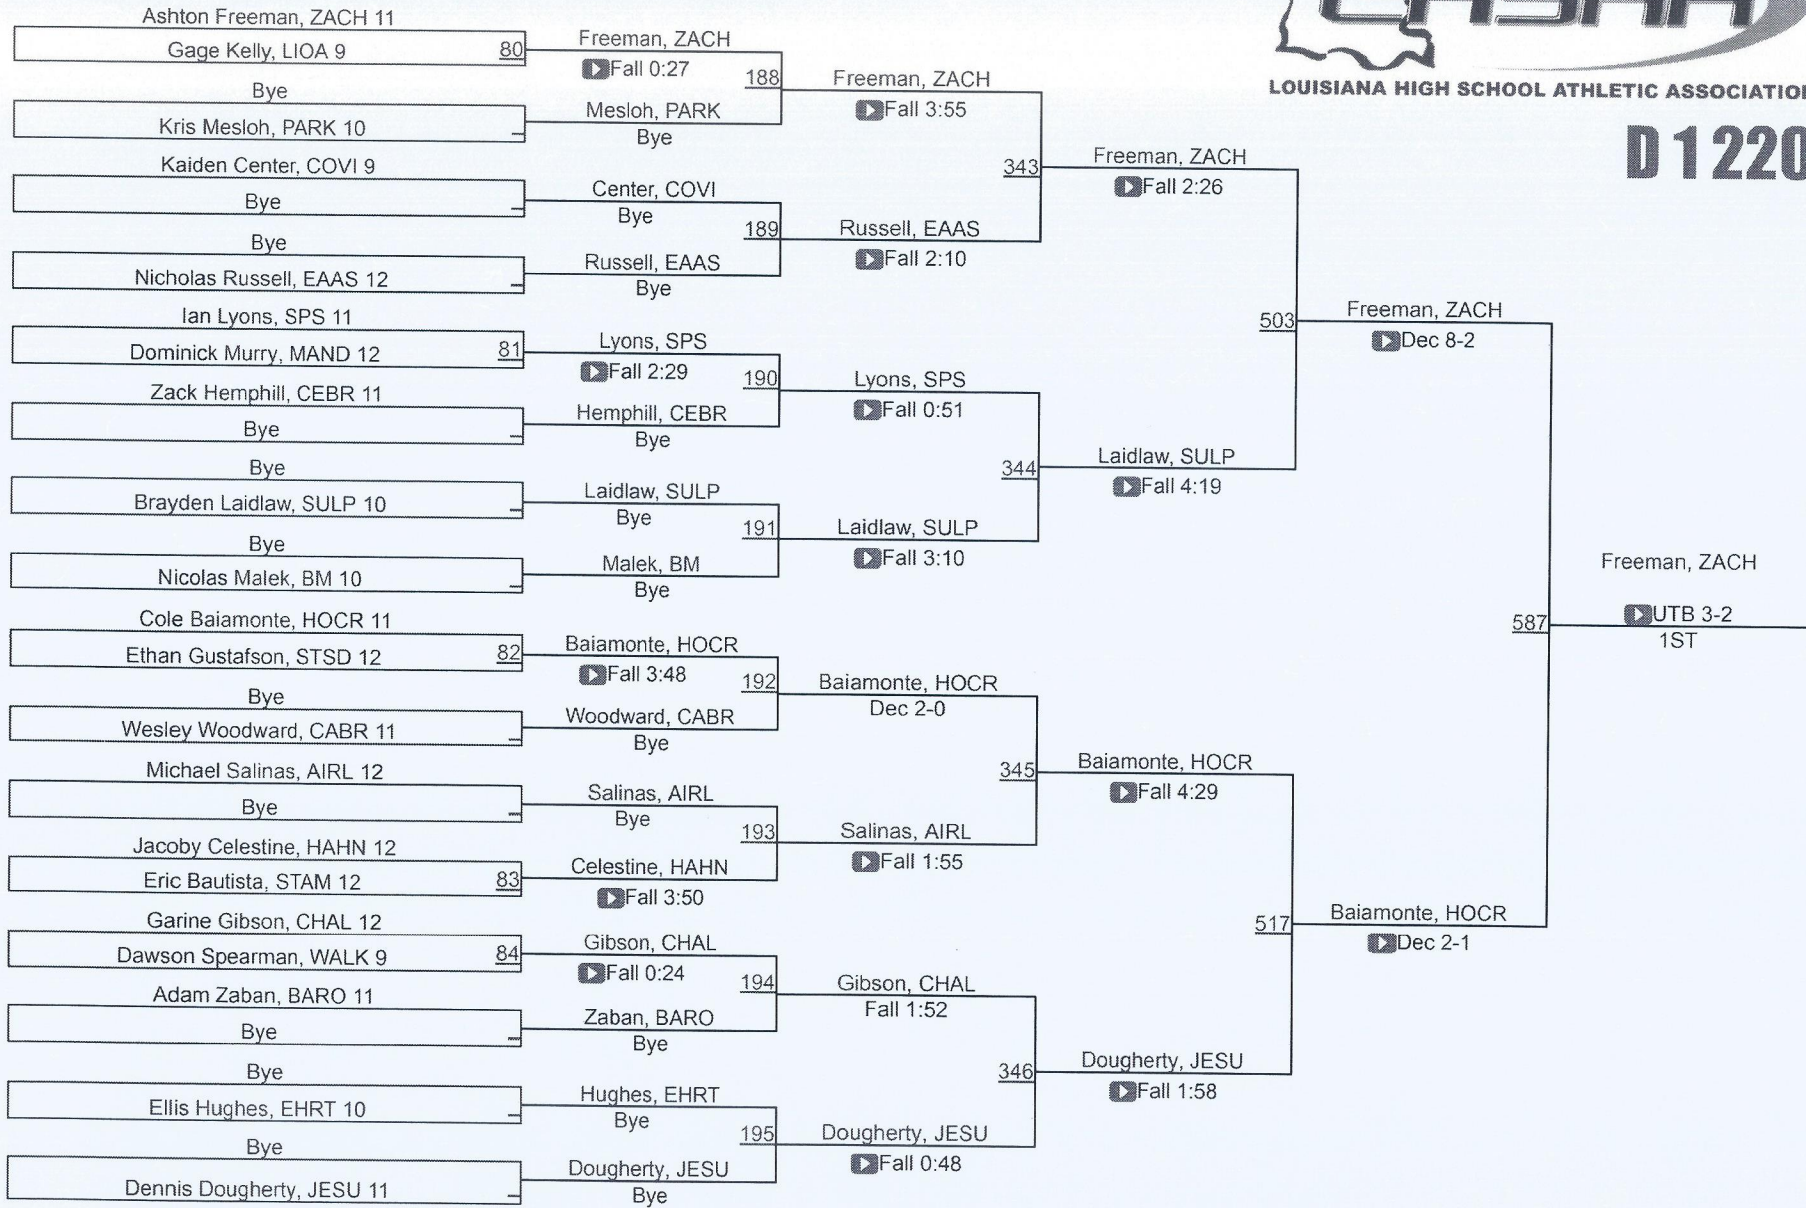 LHSAA
LOUISIANA HIGH SCHOOL ATHLETIC ASSOCIATION
D1 220
Ashton Freeman, ZACH 11
Gage Kelly, LIOA 9
80
Bye
Kris Mesloh, PARK 10
Kaiden Center, COVI 9
Bye
Bye
Nicholas Russell, EAAS 12
Ian Lyons, SPS 11
Dominick Murry, MAND 12
81
Zack Hemphill, CEBR 11
Bye
Bye
Brayden Laidlaw, SULP 10
Bye
Nicolas Malek, BM 10
Cole Baiamonte, HOCR 11
Ethan Gustafson, STSD 12
82
Bye
Wesley Woodward, CABR 11
Michael Salinas, AIRL 12
Bye
Jacoby Celestine, HAHN 12
Eric Bautista, STAM 12
83
Garine Gibson, CHAL 12
Dawson Spearman, WALK 9
84
Adam Zaban, BARO 11
Bye
Bye
Ellis Hughes, EHRT 10
Bye
Dennis Dougherty, JESU 11
Freeman, ZACH
Fall 0:27
188
Mesloh, PARK
Bye
Center, COVI
Bye
189
Russell, EAAS
Bye
Lyons, SPS
Fall 2:29
190
Hemphill, CEBR
Bye
Laidlaw, SULP
Bye
191
Malek, BM
Bye
Baiamonte, HOCR
Fall 3:48
192
Woodward, CABR
Bye
Salinas, AIRL
Bye
193
Celestine, HAHN
Fall 3:50
Gibson, CHAL
Fall 0:24
194
Zaban, BARO
Bye
Hughes, EHRT
Bye
195
Dougherty, JESU
Bye
Freeman, ZACH
Fall 3:55
343
Russell, EAAS
Fall 2:10
Lyons, SPS
Fall 0:51
344
Laidlaw, SULP
Fall 3:10
Baiamonte, HOCR
Dec 2-0
345
Salinas, AIRL
Fall 1:55
Gibson, CHAL
Fall 1:52
346
Dougherty, JESU
Fall 0:48
Freeman, ZACH
Fall 2:26
503
Laidlaw, SULP
Fall 4:19
Baiamonte, HOCR
Fall 4:29
517
Dougherty, JESU
Fall 1:58
Freeman, ZACH
Dec 8-2
587
Baiamonte, HOCR
Dec 2-1
Freeman, ZACH
UTB 3-2
1ST